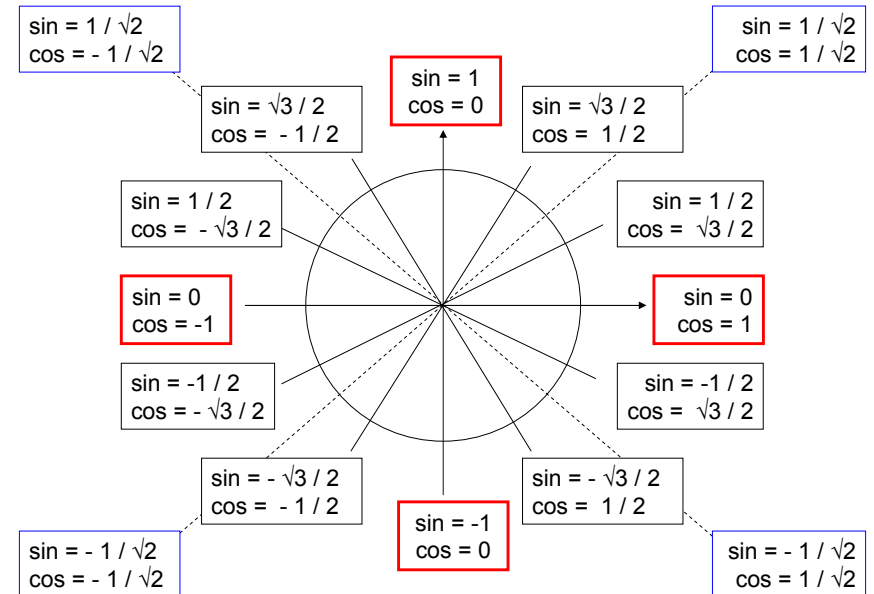 sin = 1 / √2
cos = - 1 / √2
sin = 1 / √2
cos = 1 / √2
sin = 1
cos = 0
sin = √3 / 2
cos = - 1 / 2
sin = √3 / 2
cos = 1 / 2
sin = 1 / 2
cos = - √3 / 2
sin = 1 / 2
cos = √3 / 2
sin = 0
cos = -1
sin = 0
cos = 1
sin = -1 / 2
cos = - √3 / 2
sin = -1 / 2
cos = √3 / 2
sin = - √3 / 2
cos = - 1 / 2
sin = - √3 / 2
cos = 1 / 2
sin = -1
cos = 0
sin = - 1 / √2
cos = - 1 / √2
sin = - 1 / √2
cos = 1 / √2